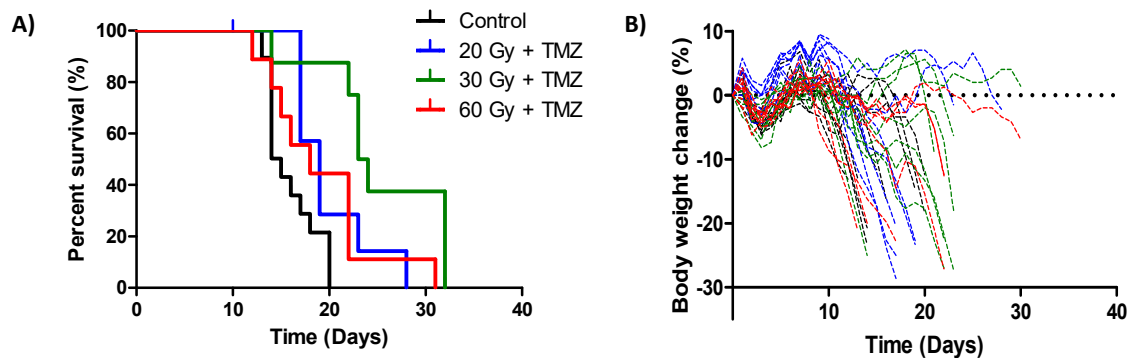 A)
Percent survival (%)
100
80
60
40
20
0
0 10 20 30 40
Time (Days)
Control
20 Gy + TMZ
30 Gy + TMZ
60 Gy + TMZ
B)
Body weight change (%)
10
0
-10
-20
-30
10 20 30 40
Time (Days)